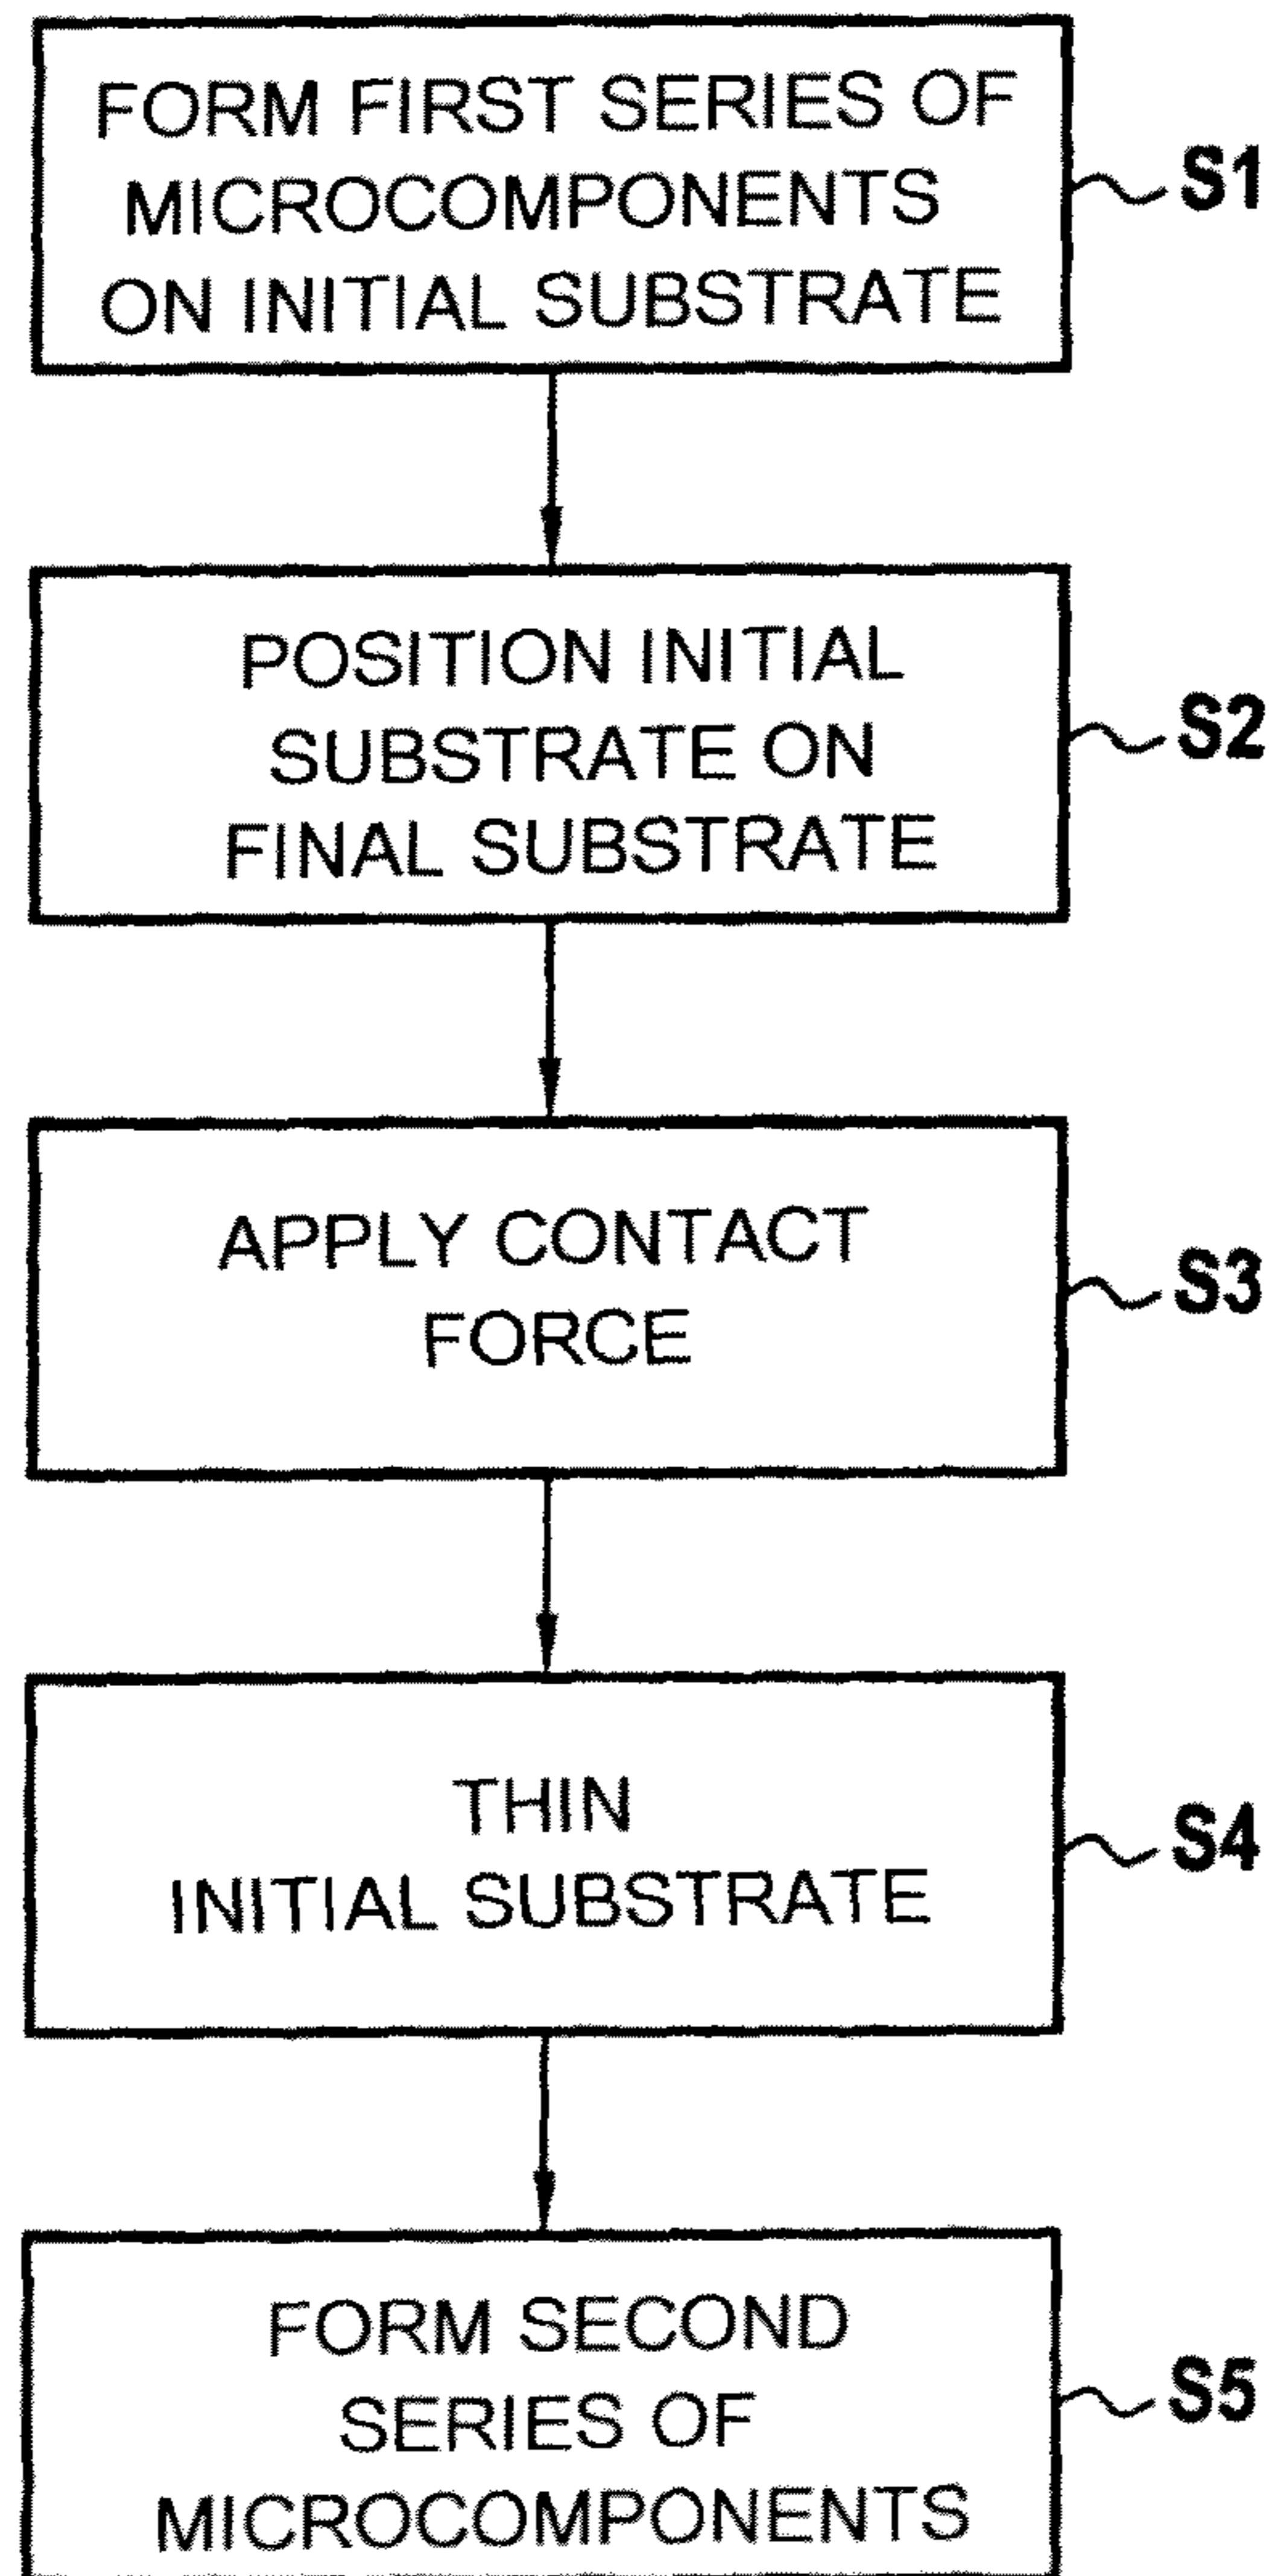 FORM FIRST SERIES OF
MICROCOMPONENTS
ON INITIAL SUBSTRATE
S1
POSITION INITIAL
SUBSTRATE ON
FINAL SUBSTRATE
S2
APPLY CONTACT
FORCE
S3
THIN
INITIAL SUBSTRATE
S4
FORM SECOND
SERIES OF
MICROCOMPONENTS
S5